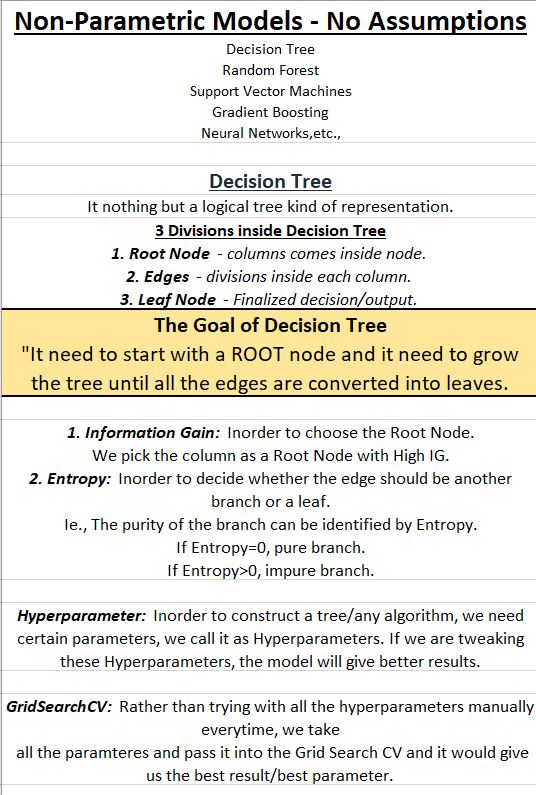 Non-Parametric Models - No Assumptions
Decision Tree
Random Forest
Support Vector Machines
Gradient Boosting
Neural Networks,etc.,
Decision Tree
It nothing but a logical tree kind of representation.
3 Divisions inside Decision Tree
1. Root Node - columns comes inside node.
2. Edges - divisions inside each column.
3. Leaf Node - Finalized decision/output.
The Goal of Decision Tree
"It need to start with a ROOT node and it need to grow
the tree until all the edges are converted into leaves.
1. Information Gain: Inorder to choose the Root Node.
We pick the column as a Root Node with High IG.
2. Entropy: Inorder to decide whether the edge should be another
branch or a leaf.
Ie., The purity of the branch can be identified by Entropy.
If Entropy=0, pure branch.
If Entropy>0, impure branch.
Hyperparameter: Inorder to construct a tree/any algorithm, we need
certain parameters, we call it as Hyperparameters. If we are tweaking
these Hyperparameters, the model will give better results.
GridSearchCV: Rather than trying with all the hyperparameters manually
everytime, we take
all the paramteres and pass it into the Grid Search CV and it would give
us the best result/best parameter.